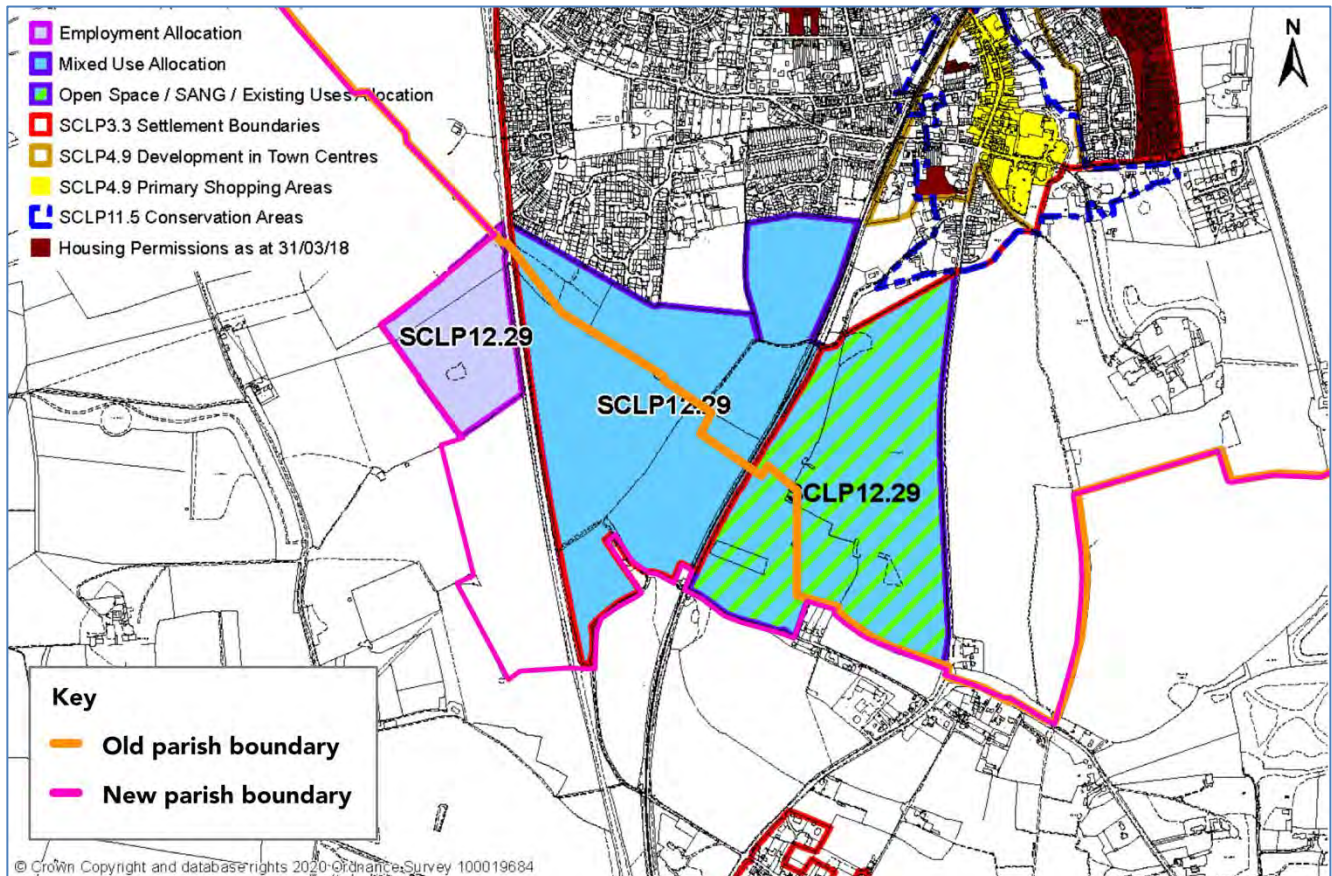 Employment Allocation
Mixed Use Allocation
Open Space / SANG / Existing Uses Allocation
SCLP3.3 Settlement Boundaries
SCLP4.9 Development in Town Centres
SCLP4.9 Primary Shopping Areas
SCLP11.5 Conservation Areas
Housing Permissions as at 31/03/18
N
SCLP12.29
SCLP12.29
SCLP12.29
Key
Old parish boundary
New parish boundary
© Crown Copyright and database rights 2020 Ordnance Survey 100019684